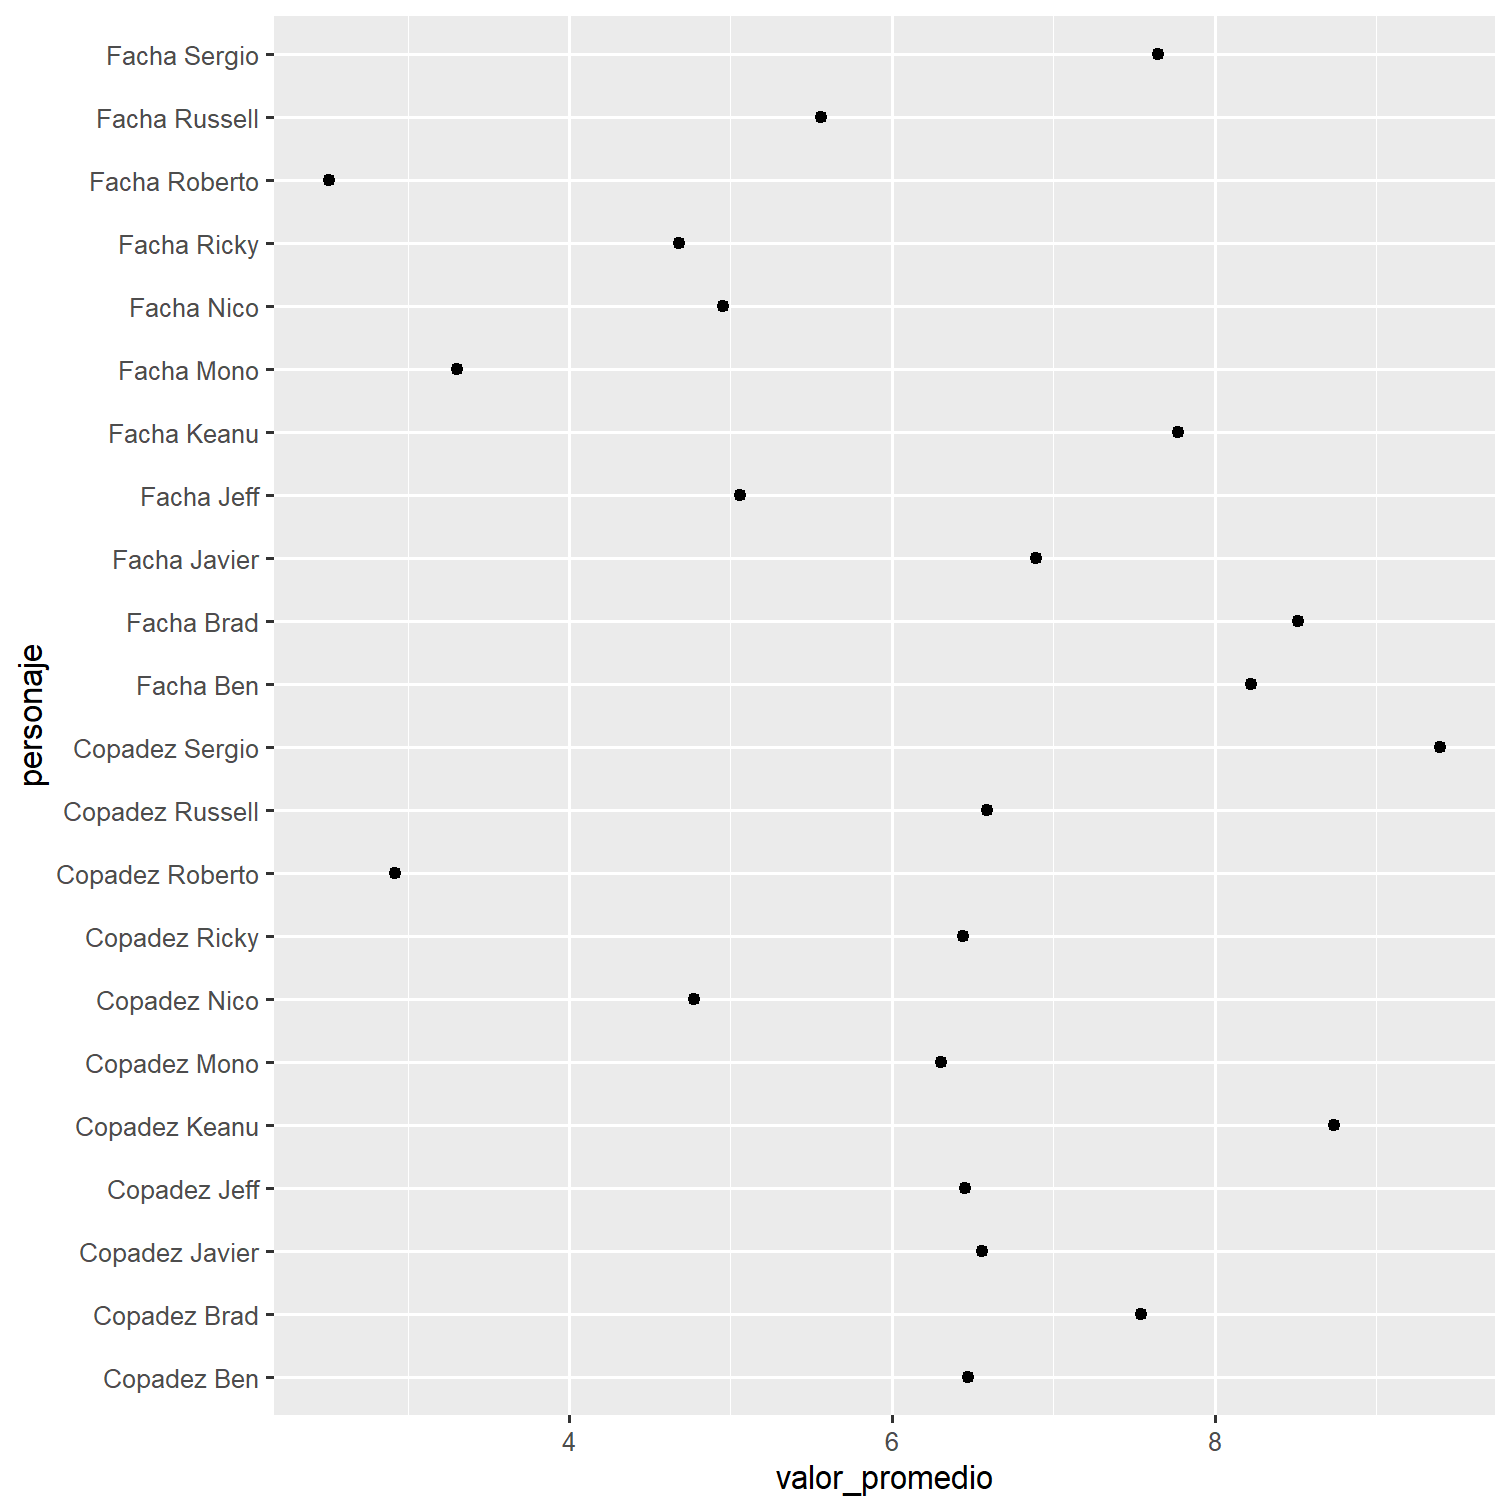 Facha Sergio
Facha Russell
Facha Roberto
Facha Ricky
Facha Nico
Facha Mono
Facha Keanu
Facha Jeff
Facha Javier
Facha Brad
Facha Ben
Copadez Sergio
Copadez Russell
Copadez Roberto
Copadez Ricky
Copadez Nico
Copadez Mono
Copadez Keanu
Copadez Jeff
Copadez Javier
Copadez Brad
Copadez Ben
personaje
4 6 8
valor_promedio